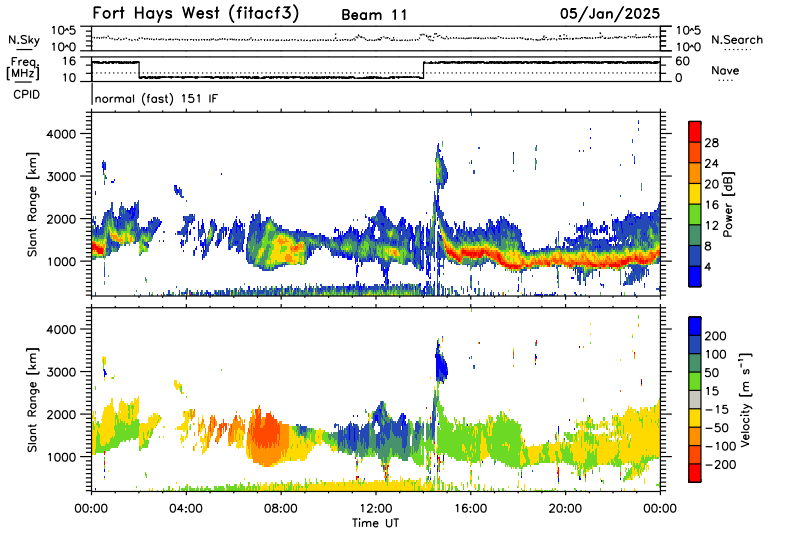 Fort Hays West (fitacf3) Beam 11 05/Jan/2025
N.Sky 10^5 10^0 10^5 10^0 N.Search
Freq. [MHz] 16 10 60 0 Nave
CPID normal (fast) 151 IF
Slant Range [km] 4000 3000 2000 1000
Power [dB] 28 24 20 16 12 8 4
Slant Range [km] 4000 3000 2000 1000
Velocity [m s⁻¹] 200 100 50 15 −15 −50 −100 −200
00:00 04:00 08:00 12:00 16:00 20:00 00:00
Time UT